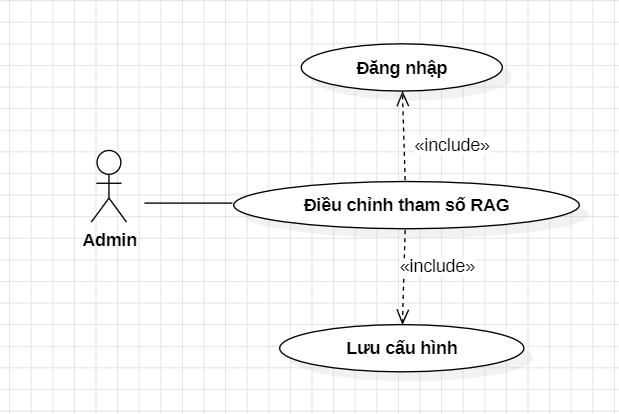 Đăng nhập
«include»
Điều chỉnh tham số RAG
Admin
«include»
Lưu cấu hình